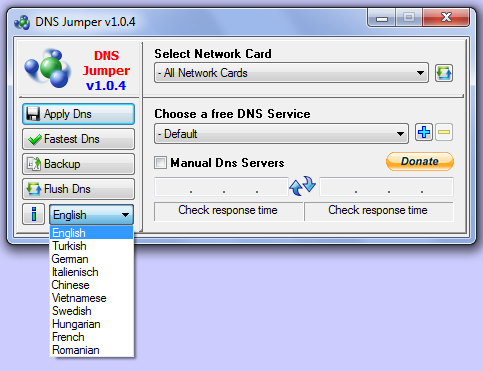 DNS Jumper v1.0.4
DNS
Jumper
v1.0.4
Select Network Card
- All Network Cards
Apply Dns
Fastest Dns
Backup
Flush Dns
Choose a free DNS Service
- Default
Manual Dns Servers
Donate
. . .
. . .
Check response time
Check response time
i
English
English
Turkish
German
Italienisch
Chinese
Vietnamese
Swedish
Hungarian
French
Romanian